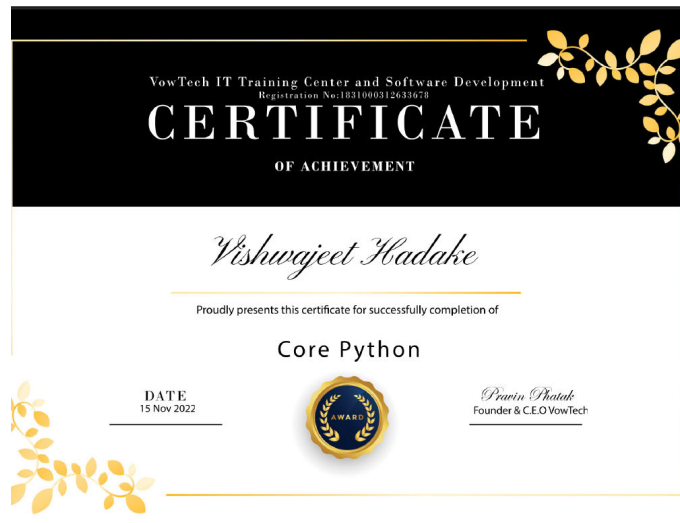 VowTech IT Training Center and Software Development
Registration No:1831000312633678
CERTIFICATE
OF ACHIEVEMENT
Vishwajeet Hadake
Proudly presents this certificate for successfully completion of
Core Python
DATE
15 Nov 2022
AWARD
Pravin Phatak
Founder & C.E.O VowTech